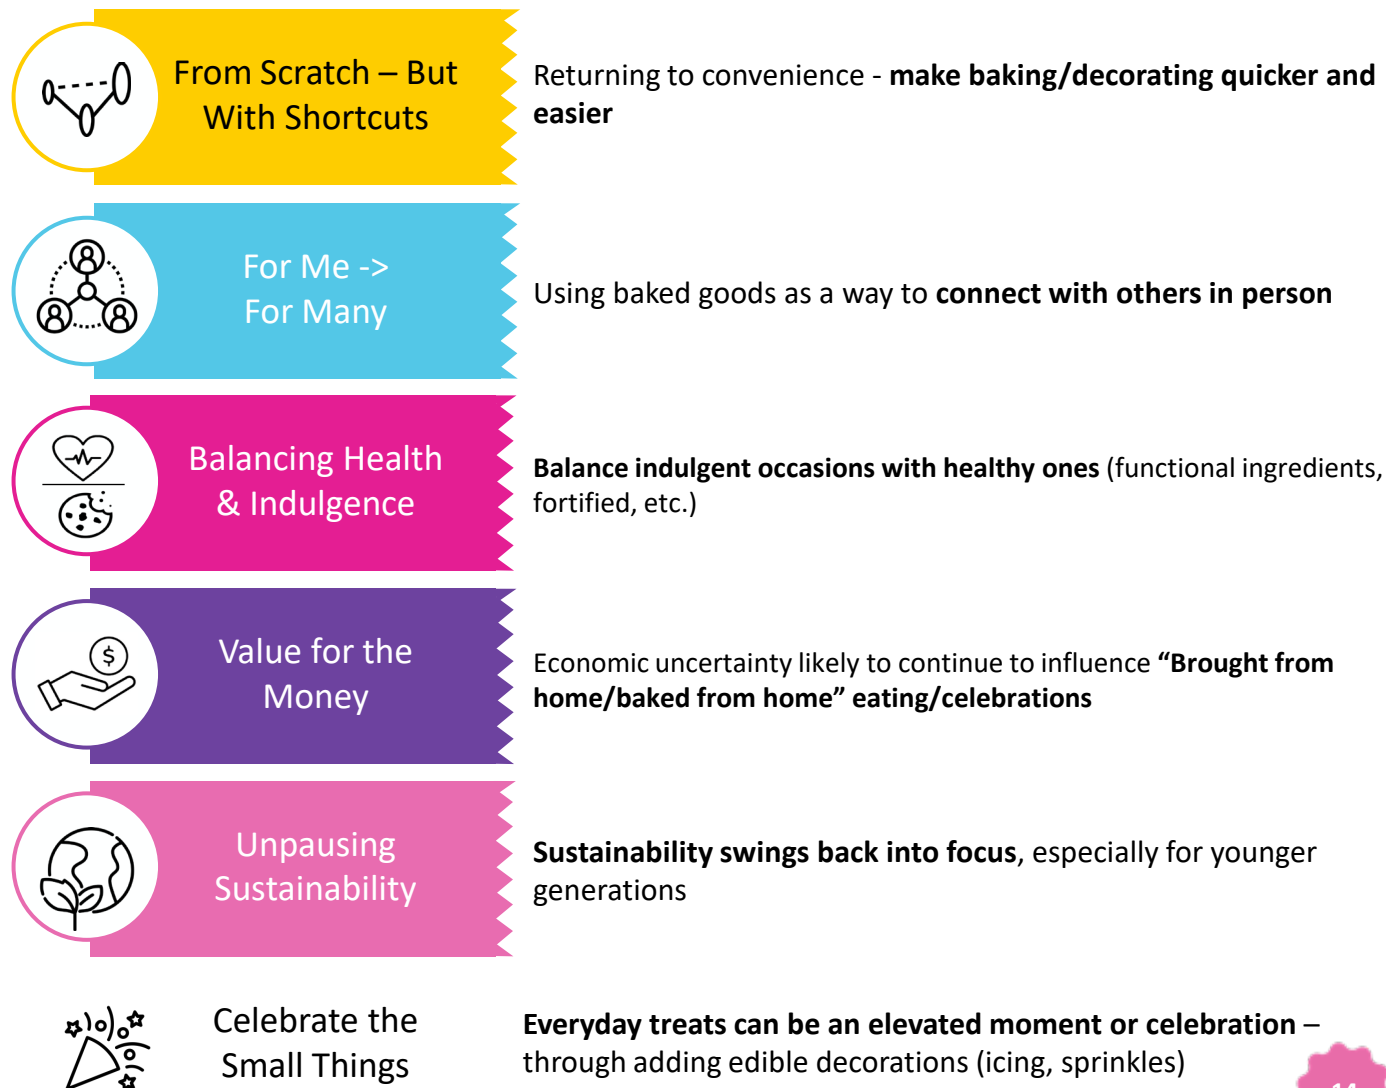 From Scratch – But
With Shortcuts
Returning to convenience - make baking/decorating quicker and
easier
For Me ->
For Many
Using baked goods as a way to connect with others in person
Balancing Health
& Indulgence
Balance indulgent occasions with healthy ones (functional ingredients,
fortified, etc.)
Value for the
Money
$
Economic uncertainty likely to continue to influence “Brought from
home/baked from home” eating/celebrations
Unpausing
Sustainability
Sustainability swings back into focus, especially for younger
generations
Celebrate the
Small Things
Everyday treats can be an elevated moment or celebration –
through adding edible decorations (icing, sprinkles)